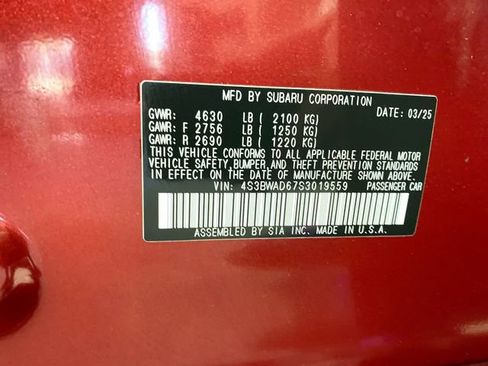 MFD BY SUBARU CORPORATION
GVWR: 4630 LB ( 2100 KG) DATE: 03/25
GAWR: F 2756 LB ( 1250 KG)
GAWR: R 2690 LB ( 1220 KG)
THIS VEHICLE CONFORMS TO ALL APPLICABLE FEDERAL MOTOR
VEHICLE SAFETY, BUMPER, AND THEFT PREVENTION STANDARDS
IN EFFECT ON THE DATE OF MANUFACTURE SHOWN ABOVE.
VIN: 4S3BWAD67S3019559 PASSENGER CAR
ASSEMBLED BY SIA INC. MADE IN U.S.A.